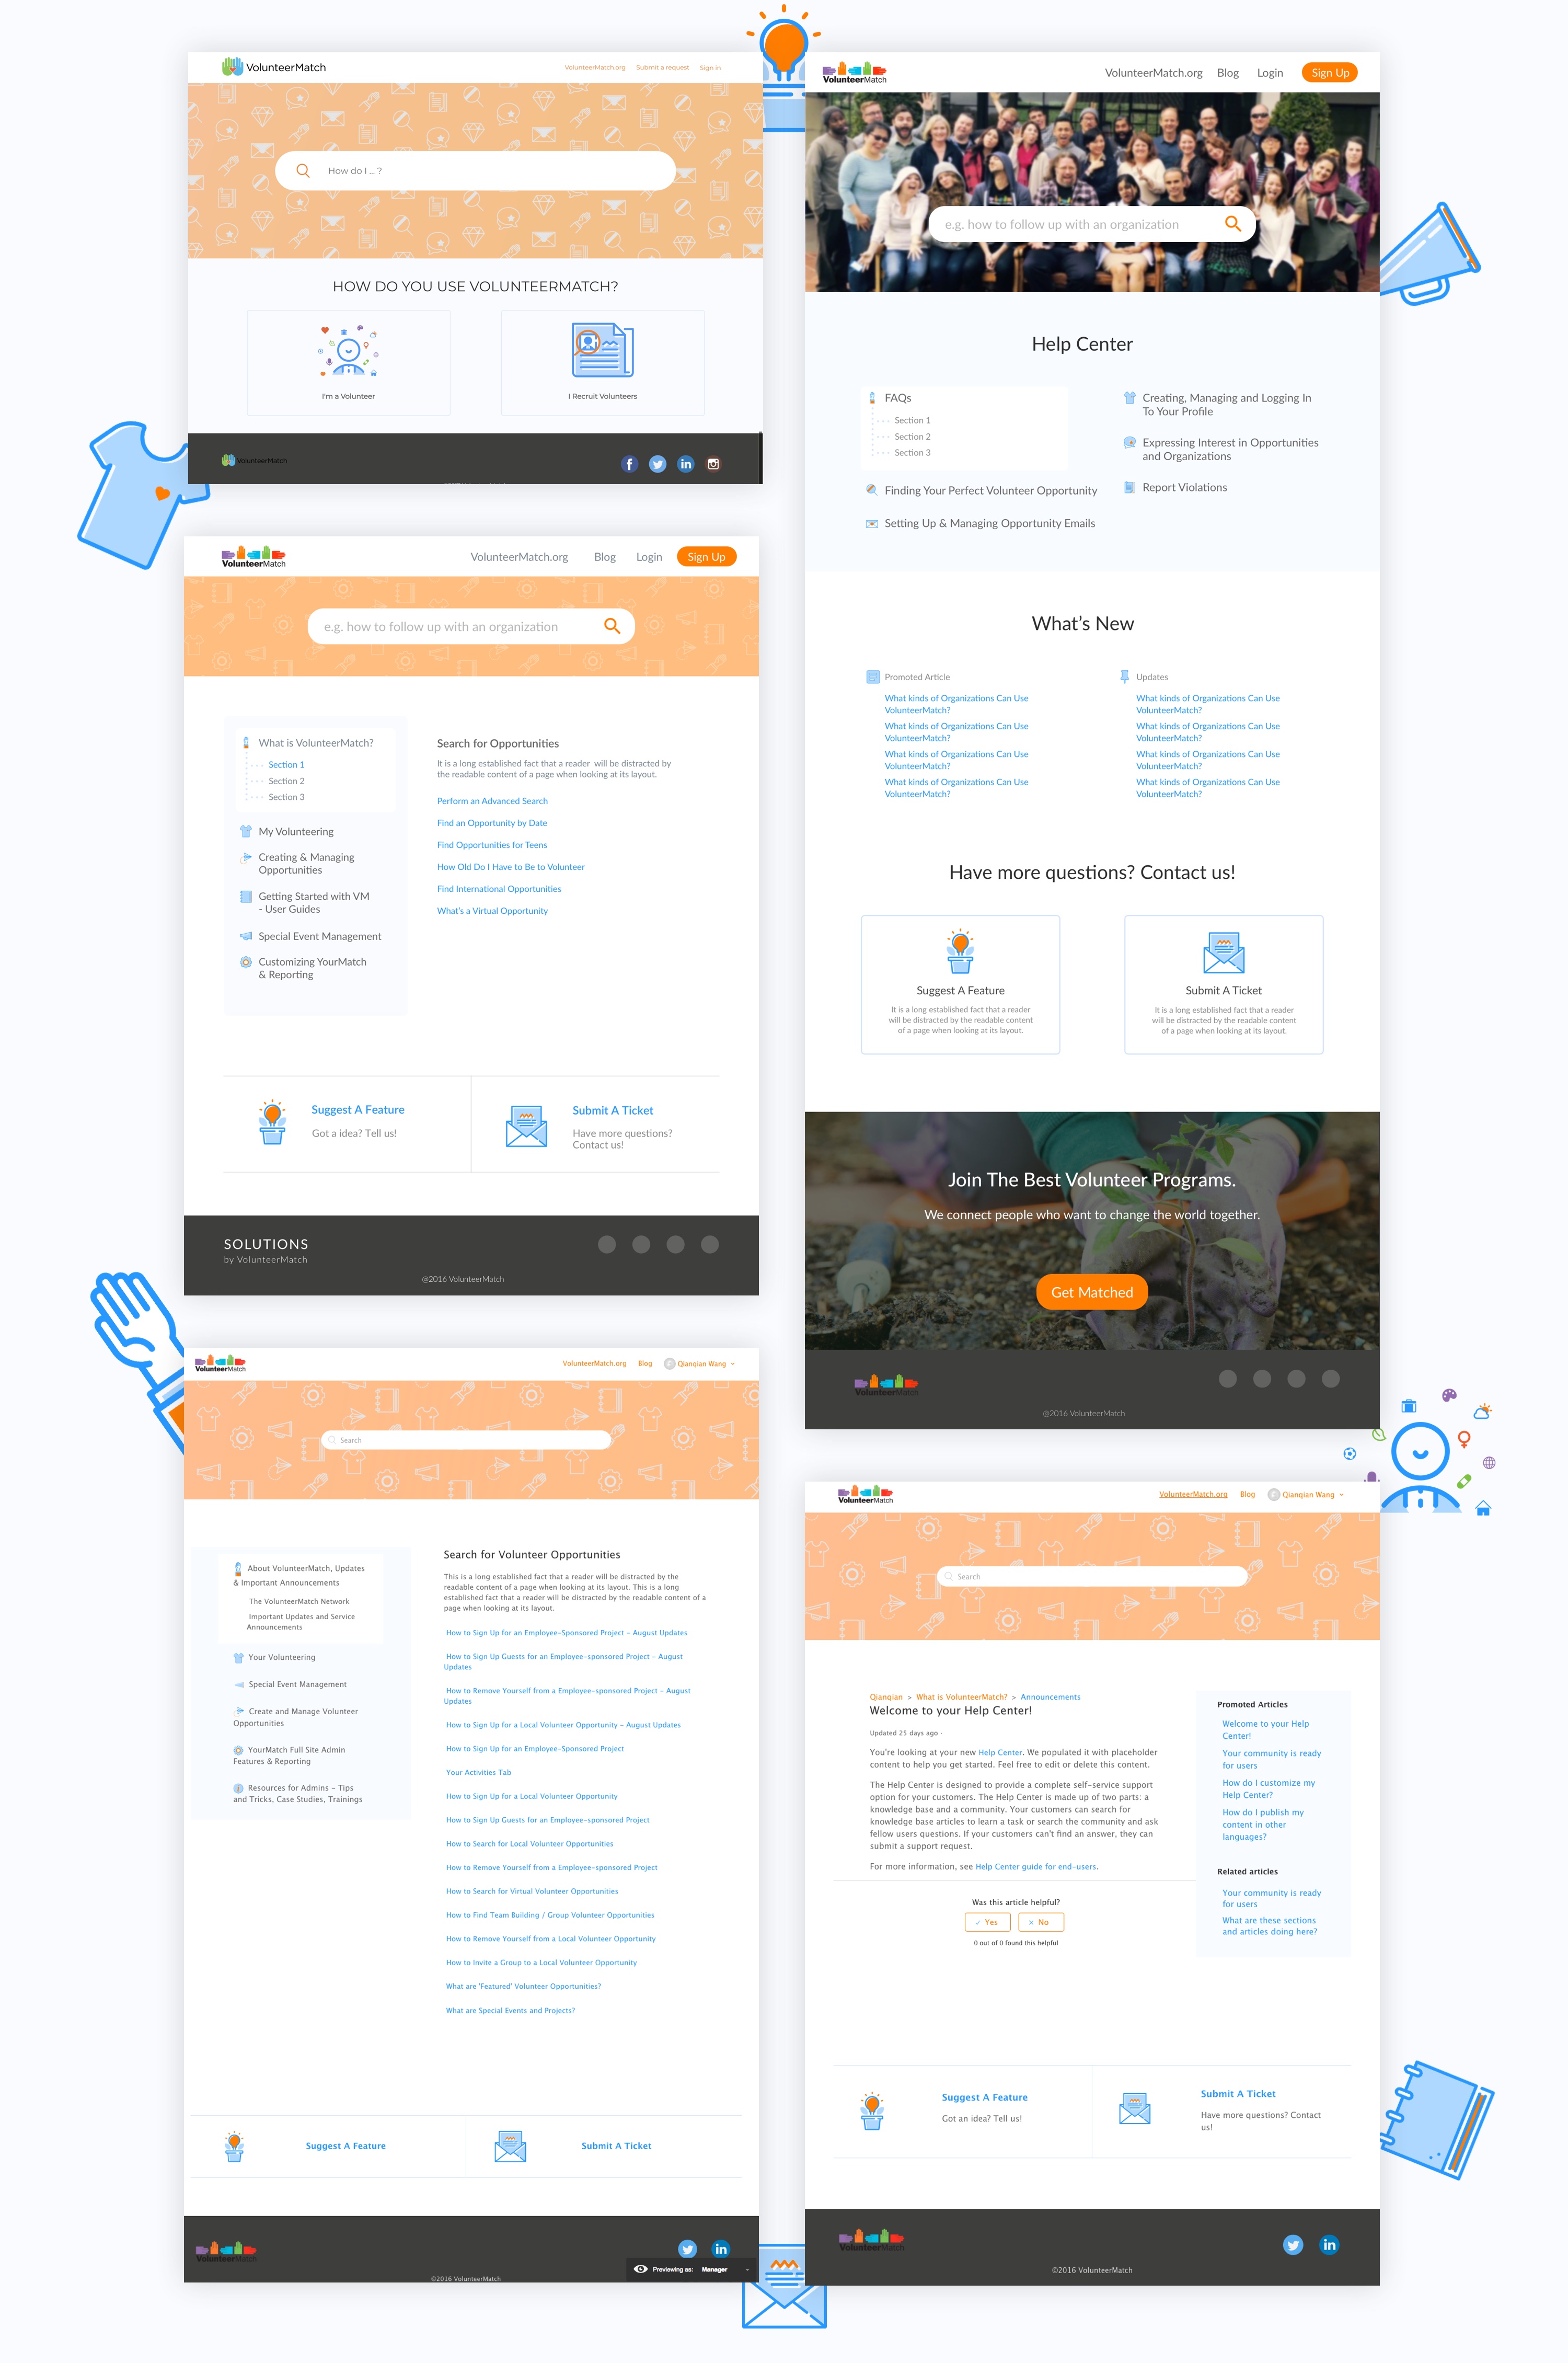 VolunteerMatch
VolunteerMatch.org Submit a request Sign in
How do I ... ?
HOW DO YOU USE VOLUNTEERMATCH?
I'm a Volunteer
I Recruit Volunteers
VolunteerMatch
VolunteerMatch
VolunteerMatch.org Blog Login Sign Up
e.g. how to follow up with an organization
Help Center
FAQs
Section 1
Section 2
Section 3
Finding Your Perfect Volunteer Opportunity
Setting Up & Managing Opportunity Emails
Creating, Managing and Logging In
To Your Profile
Expressing Interest in Opportunities
and Organizations
Report Violations
What's New
Promoted Article
What kinds of Organizations Can Use
VolunteerMatch?
What kinds of Organizations Can Use
VolunteerMatch?
What kinds of Organizations Can Use
VolunteerMatch?
What kinds of Organizations Can Use
VolunteerMatch?
Updates
What kinds of Organizations Can Use
VolunteerMatch?
What kinds of Organizations Can Use
VolunteerMatch?
What kinds of Organizations Can Use
VolunteerMatch?
What kinds of Organizations Can Use
VolunteerMatch?
Have more questions? Contact us!
Suggest A Feature
It is a long established fact that a reader
will be distracted by the readable content
of a page when looking at its layout.
Submit A Ticket
It is a long established fact that a reader
will be distracted by the readable content
of a page when looking at its layout.
Join The Best Volunteer Programs.
We connect people who want to change the world together.
Get Matched
VolunteerMatch
@2016 VolunteerMatch
VolunteerMatch
VolunteerMatch.org Blog Login Sign Up
e.g. how to follow up with an organization
What is VolunteerMatch?
Section 1
Section 2
Section 3
My Volunteering
Creating & Managing
Opportunities
Getting Started with VM
- User Guides
Special Event Management
Customizing YourMatch
& Reporting
Search for Opportunities
It is a long established fact that a reader will be distracted by
the readable content of a page when looking at its layout.
Perform an Advanced Search
Find an Opportunity by Date
Find Opportunities for Teens
How Old Do I Have to Be to Volunteer
Find International Opportunities
What's a Virtual Opportunity
Suggest A Feature
Got a idea? Tell us!
Submit A Ticket
Have more questions?
Contact us!
SOLUTIONS
by VolunteerMatch
@2016 VolunteerMatch
VolunteerMatch
VolunteerMatch.org Blog Qianqian Wang
Search
About VolunteerMatch, Updates
& Important Announcements
The VolunteerMatch Network
Important Updates and Service
Announcements
Your Volunteering
Special Event Management
Create and Manage Volunteer
Opportunities
YourMatch Full Site Admin
Features & Reporting
Resources for Admins - Tips
and Tricks, Case Studies, Trainings
Search for Volunteer Opportunities
This is a long established fact that a reader will be distracted by the
readable content of a page when looking at its layout. This is a long
established fact that a reader will be distracted by the readable content of a
page when looking at its layout.
How to Sign Up for an Employee-Sponsored Project - August Updates
How to Sign Up Guests for an Employee-sponsored Project - August
Updates
How to Remove Yourself from a Employee-sponsored Project - August
Updates
How to Sign Up for a Local Volunteer Opportunity - August Updates
How to Sign Up for an Employee-Sponsored Project
Your Activities Tab
How to Sign Up for a Local Volunteer Opportunity
How to Sign Up Guests for an Employee-sponsored Project
How to Search for Local Volunteer Opportunities
How to Remove Yourself from a Employee-sponsored Project
How to Search for Virtual Volunteer Opportunities
How to Find Team Building / Group Volunteer Opportunities
How to Remove Yourself from a Local Volunteer Opportunity
How to Invite a Group to a Local Volunteer Opportunity
What are 'Featured' Volunteer Opportunities?
What are Special Events and Projects?
Suggest A Feature
Submit A Ticket
VolunteerMatch
Previewing as: Manager
©2016 VolunteerMatch
VolunteerMatch
VolunteerMatch.org Blog Qianqian Wang
Search
Qianqian > What is VolunteerMatch? > Announcements
Welcome to your Help Center!
Updated 25 days ago ·
You're looking at your new Help Center. We populated it with placeholder
content to help you get started. Feel free to edit or delete this content.
The Help Center is designed to provide a complete self-service support
option for your customers. The Help Center is made up of two parts: a
knowledge base and a community. Your customers can search for
knowledge base articles to learn a task or search the community and ask
fellow users questions. If your customers can't find an answer, they can
submit a support request.
For more information, see Help Center guide for end-users.
Was this article helpful?
✓ Yes × No
0 out of 0 found this helpful
Promoted Articles
Welcome to your Help
Center!
Your community is ready
for users
How do I customize my
Help Center?
How do I publish my
content in other
languages?
Related articles
Your community is ready
for users
What are these sections
and articles doing here?
Suggest A Feature
Got an idea? Tell us!
Submit A Ticket
Have more questions? Contact
us!
VolunteerMatch
©2016 VolunteerMatch